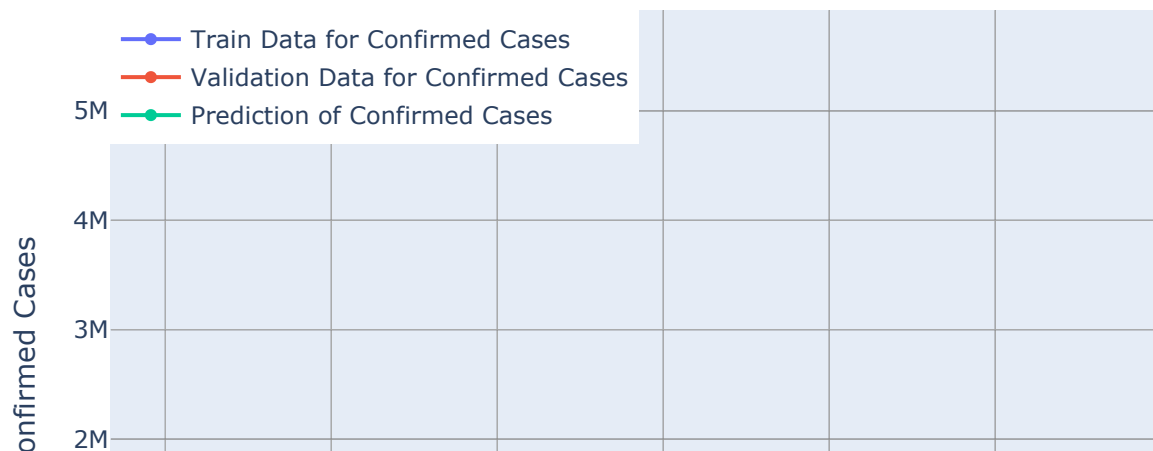 Train Data for Confirmed Cases
Validation Data for Confirmed Cases
Prediction of Confirmed Cases
5M
4M
3M
2M
onfirmed Cases